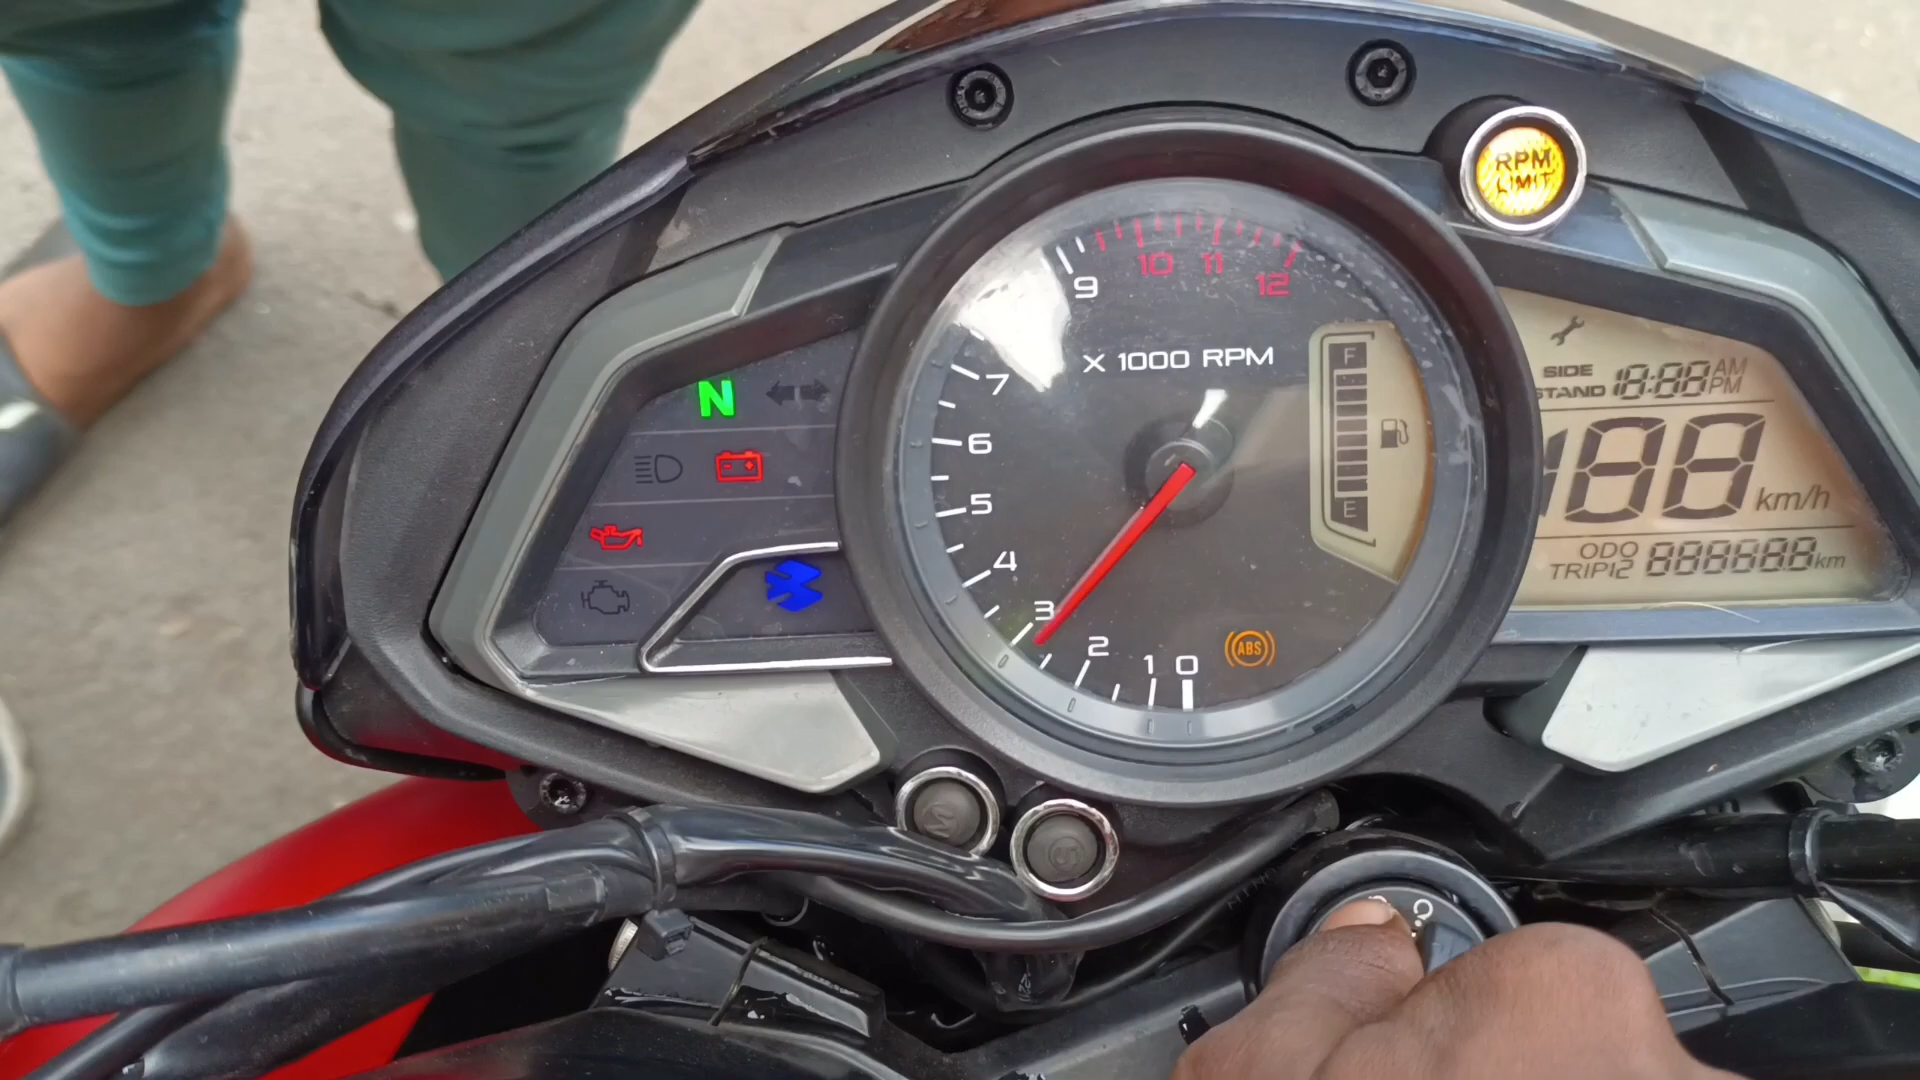 RPM
LIMIT
9
10
11
12
N
7
X 1000 RPM
F
SIDE
STAND 18:88 AM
PM
6
188 km/h
5
E
4
ODO
TRIP12 888888 km
3
2
1
0
ABS
M
S